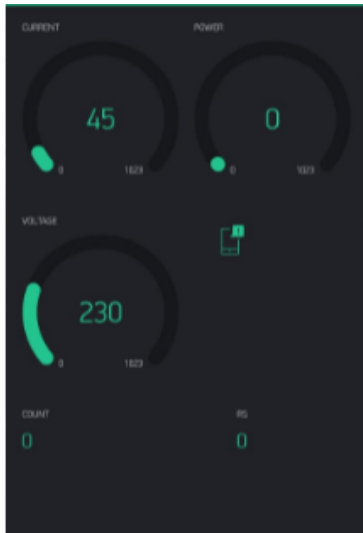 CURRENT POWER
45 0
0 1023 0 1023
VOLTAGE
230
0 1023
COUNT RS
0 0